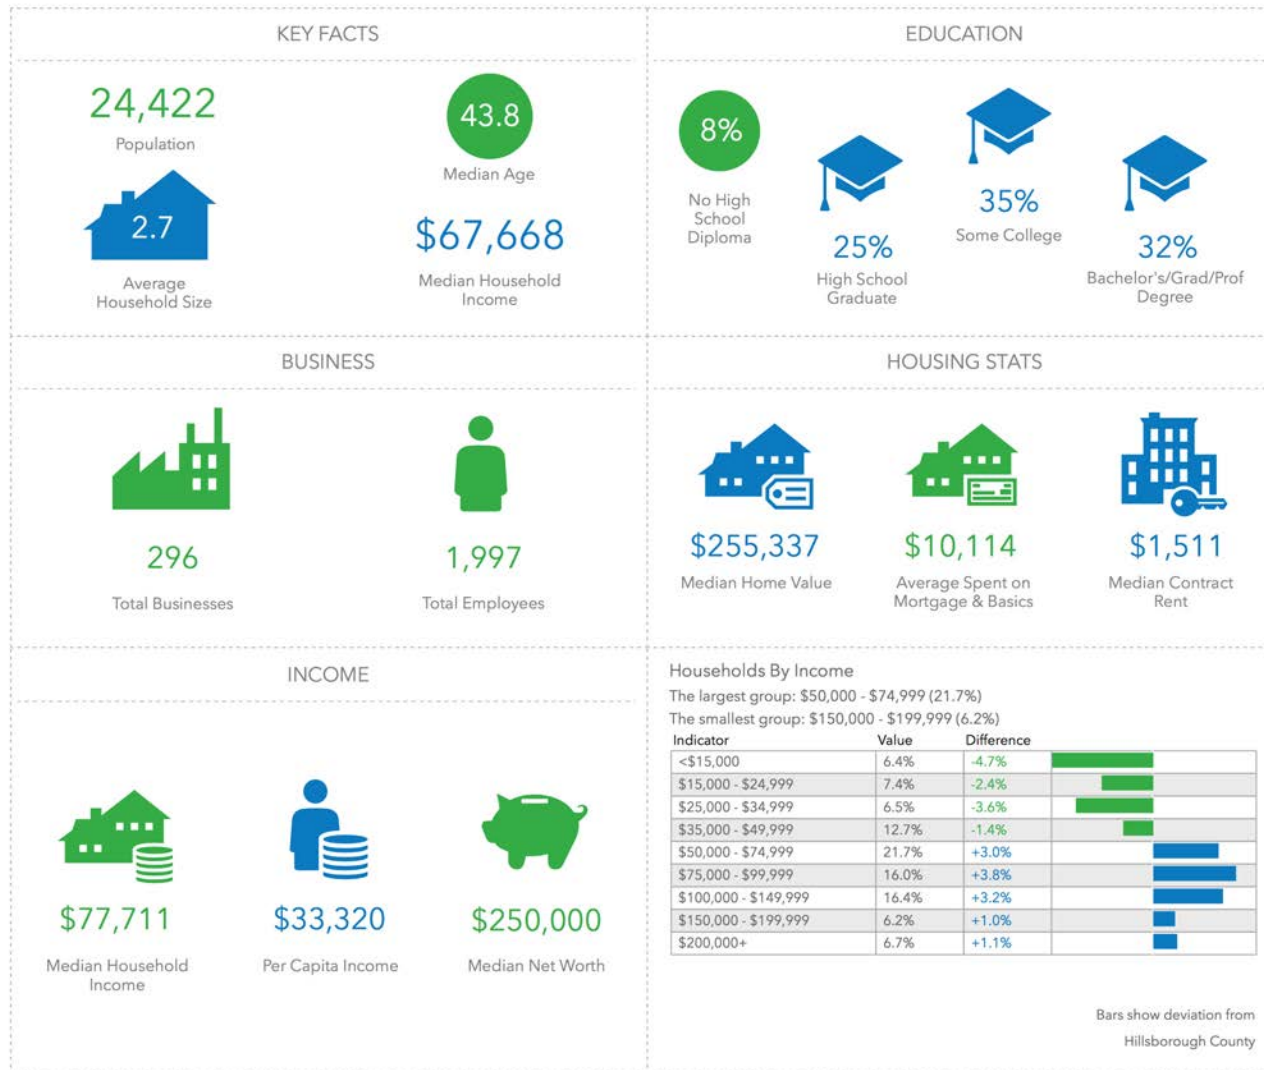 KEY FACTS
24,422
Population
43.8
Median Age
2.7
Average
Household Size
$67,668
Median Household
Income
EDUCATION
8%
No High
School
Diploma
25%
High School
Graduate
35%
Some College
32%
Bachelor's/Grad/Prof
Degree
BUSINESS
296
Total Businesses
1,997
Total Employees
HOUSING STATS
$255,337
Median Home Value
$10,114
Average Spent on
Mortgage & Basics
$1,511
Median Contract
Rent
INCOME
$77,711
Median Household
Income
$33,320
Per Capita Income
$250,000
Median Net Worth
Households By Income
The largest group: $50,000 - $74,999 (21.7%)
The smallest group: $150,000 - $199,999 (6.2%)
Indicator Value Difference
<$15,000 6.4% -4.7%
$15,000 - $24,999 7.4% -2.4%
$25,000 - $34,999 6.5% -3.6%
$35,000 - $49,999 12.7% -1.4%
$50,000 - $74,999 21.7% +3.0%
$75,000 - $99,999 16.0% +3.8%
$100,000 - $149,999 16.4% +3.2%
$150,000 - $199,999 6.2% +1.0%
$200,000+ 6.7% +1.1%
Bars show deviation from
Hillsborough County